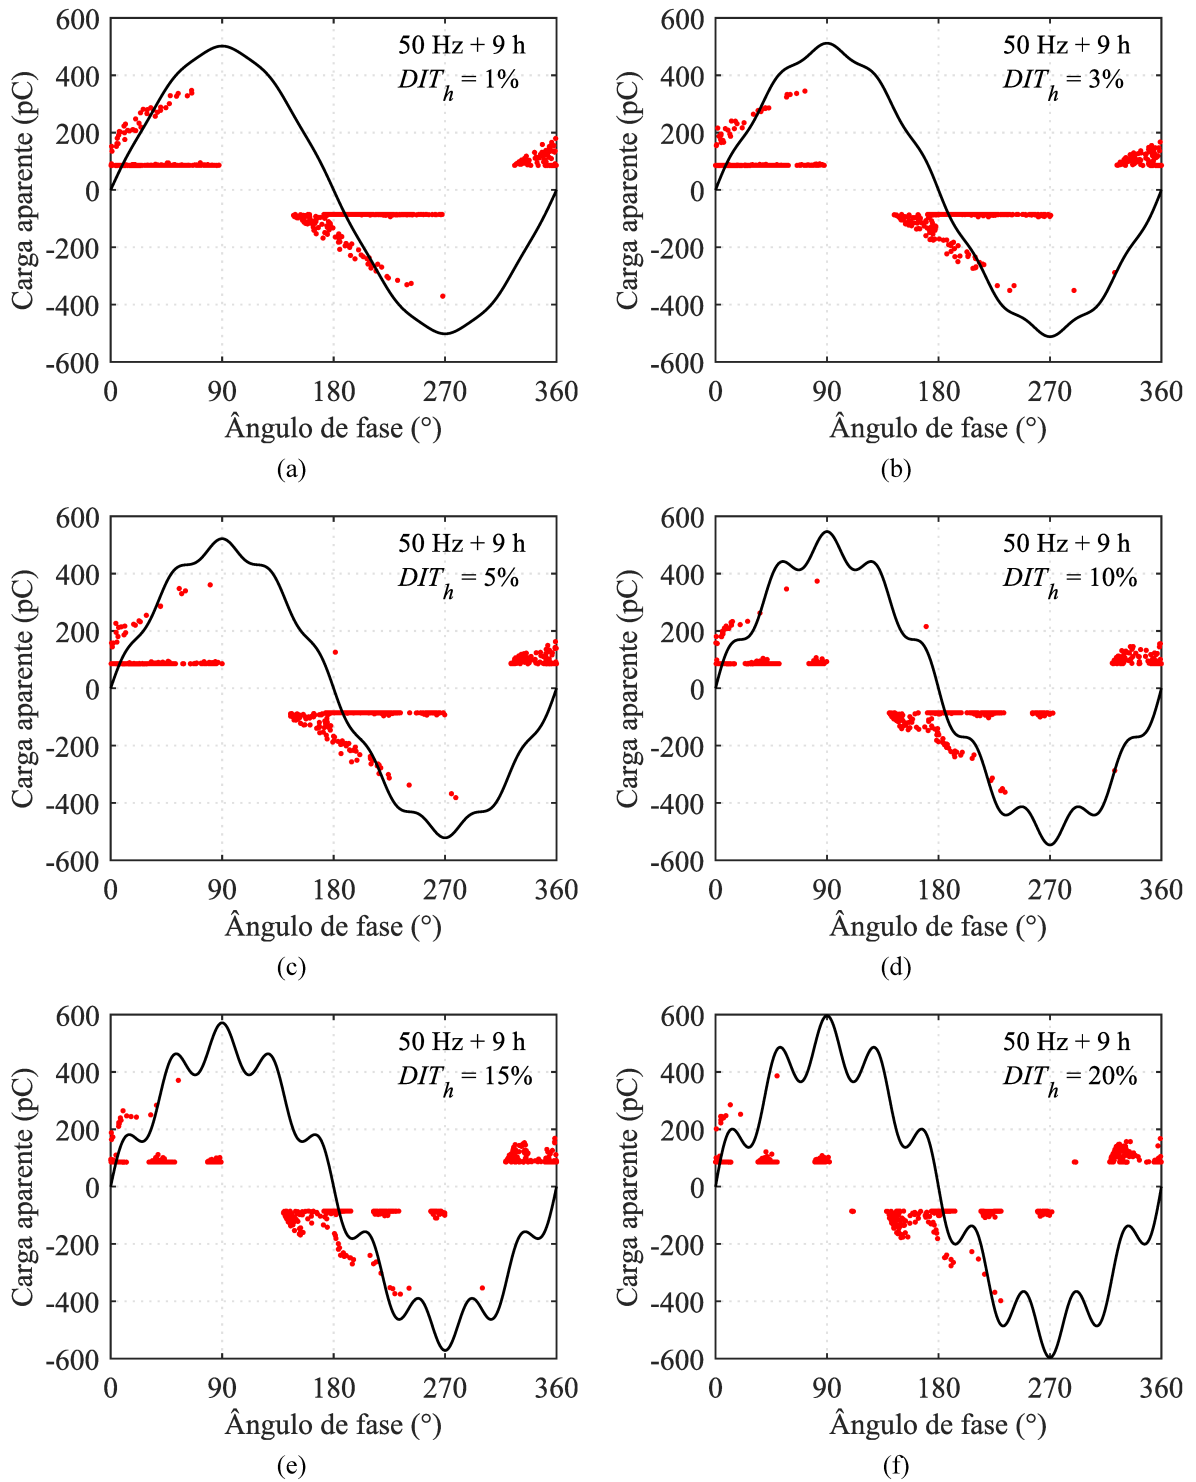 600
400
200
0
-200
-400
-600
Carga aparente (pC)
50 Hz + 9 h
DIT_h = 1%
0 90 180 270 360
Ângulo de fase (°)
(a)
600
400
200
0
-200
-400
-600
Carga aparente (pC)
50 Hz + 9 h
DIT_h = 3%
0 90 180 270 360
Ângulo de fase (°)
(b)
600
400
200
0
-200
-400
-600
Carga aparente (pC)
50 Hz + 9 h
DIT_h = 5%
0 90 180 270 360
Ângulo de fase (°)
(c)
600
400
200
0
-200
-400
-600
Carga aparente (pC)
50 Hz + 9 h
DIT_h = 10%
0 90 180 270 360
Ângulo de fase (°)
(d)
600
400
200
0
-200
-400
-600
Carga aparente (pC)
50 Hz + 9 h
DIT_h = 15%
0 90 180 270 360
Ângulo de fase (°)
(e)
600
400
200
0
-200
-400
-600
Carga aparente (pC)
50 Hz + 9 h
DIT_h = 20%
0 90 180 270 360
Ângulo de fase (°)
(f)